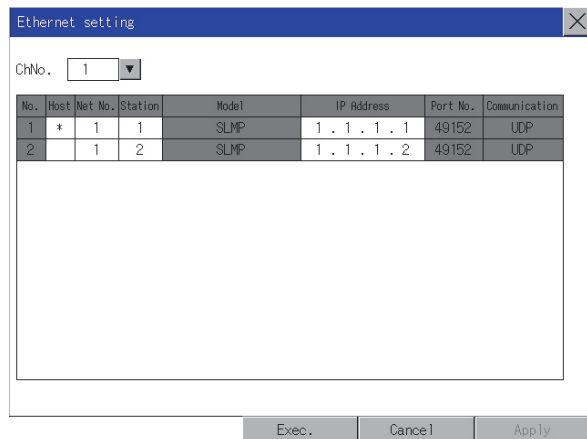 Ethernet setting
ChNo. 1
No. Host Net No. Station Model IP Address Port No. Communication
1 * 1 1 SLMP 1 . 1 . 1 . 1 49152 UDP
2 1 2 SLMP 1 . 1 . 1 . 2 49152 UDP
Exec. Cancel Apply